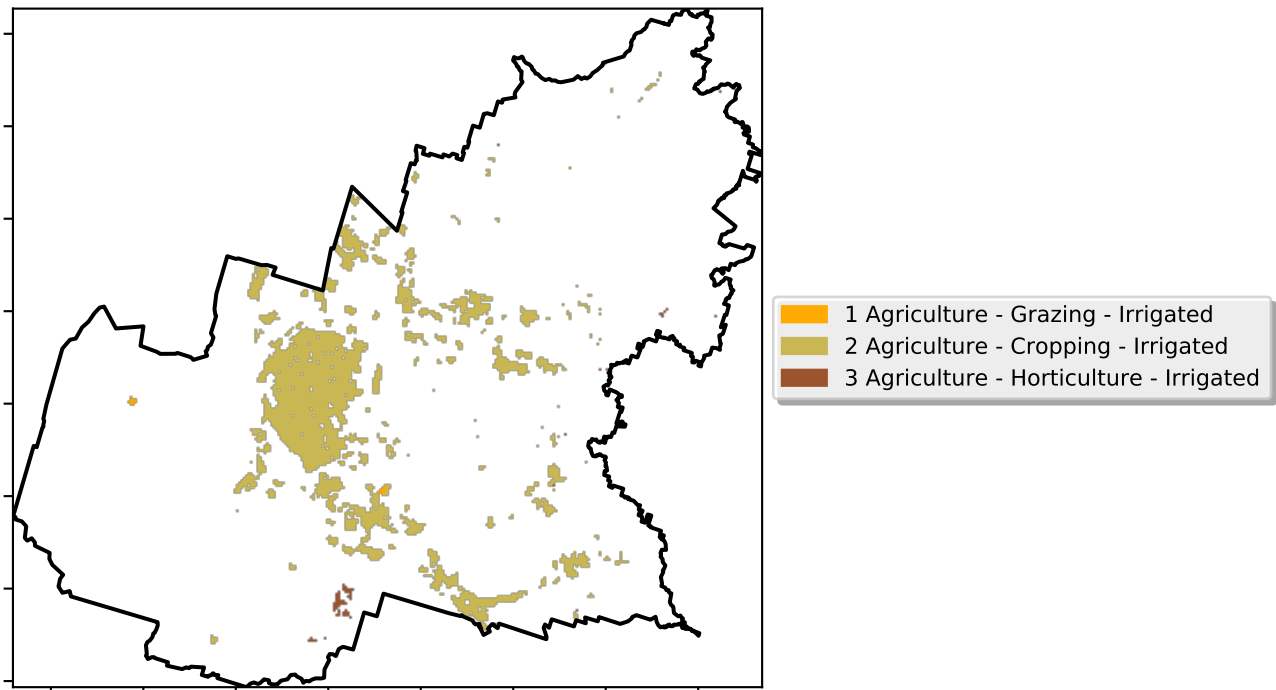 1 Agriculture - Grazing - Irrigated
2 Agriculture - Cropping - Irrigated
3 Agriculture - Horticulture - Irrigated